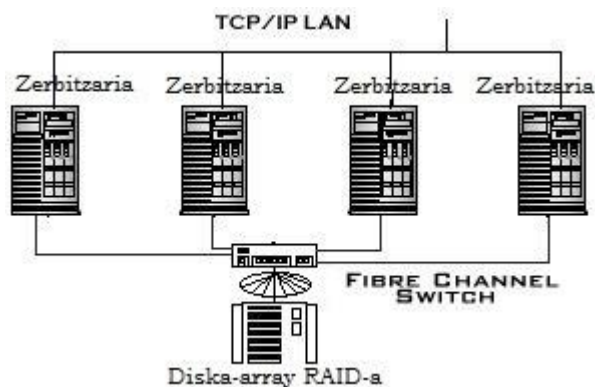 TCP/IP LAN
Zerbitzaria Zerbitzaria Zerbitzaria Zerbitzaria
FIBRE CHANNEL
SWITCH
Diska-array RAID-a